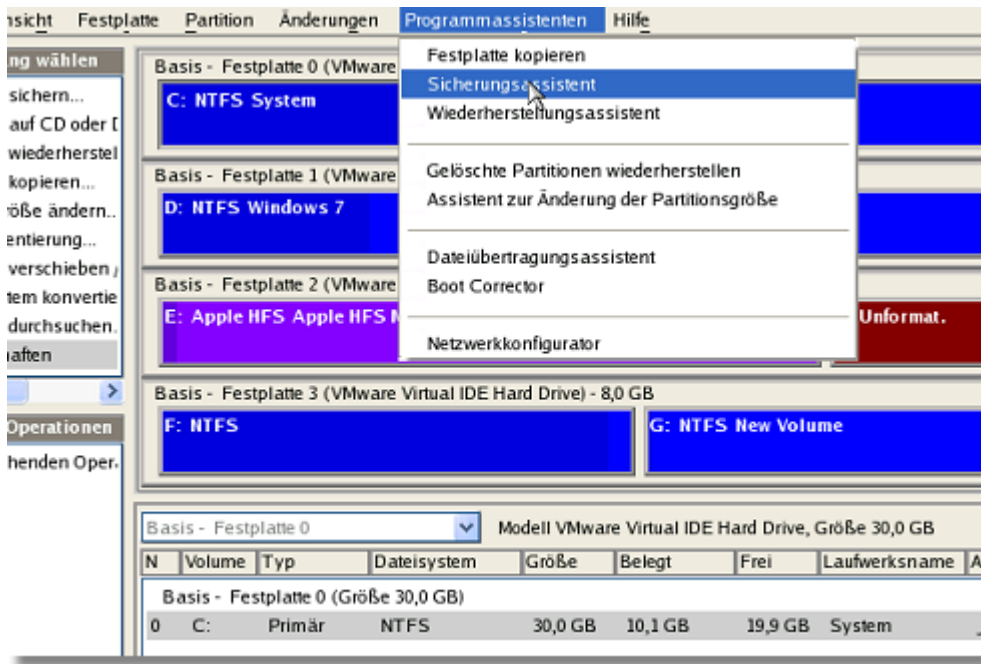 nsicht Festplatte Partition Änderungen Programmassistenten Hilfe
ng wählen
sichern...
auf CD oder D
wiederherstel
kopieren...
röße ändern..
entierung...
verschieben /
tem konvertie
durchsuchen.
haften
Operationen
henden Oper.
Festplatte kopieren
Sicherungsassistent
Wiederherstellungsassistent
Gelöschte Partitionen wiederherstellen
Assistent zur Änderung der Partitionsgröße
Dateiübertragungsassistent
Boot Corrector
Netzwerkkonfigurator
Basis - Festplatte 0 (VMware
C: NTFS System
Basis - Festplatte 1 (VMware
D: NTFS Windows 7
Basis - Festplatte 2 (VMware
E: Apple HFS Apple HFS
Unformat.
Basis - Festplatte 3 (VMware Virtual IDE Hard Drive) - 8,0 GB
F: NTFS
G: NTFS New Volume
Basis - Festplatte 0
Modell VMware Virtual IDE Hard Drive, Größe 30,0 GB
N Volume Typ Dateisystem Größe Belegt Frei Laufwerksname A
Basis - Festplatte 0 (Größe 30,0 GB)
0 C: Primär NTFS 30,0 GB 10,1 GB 19,9 GB System